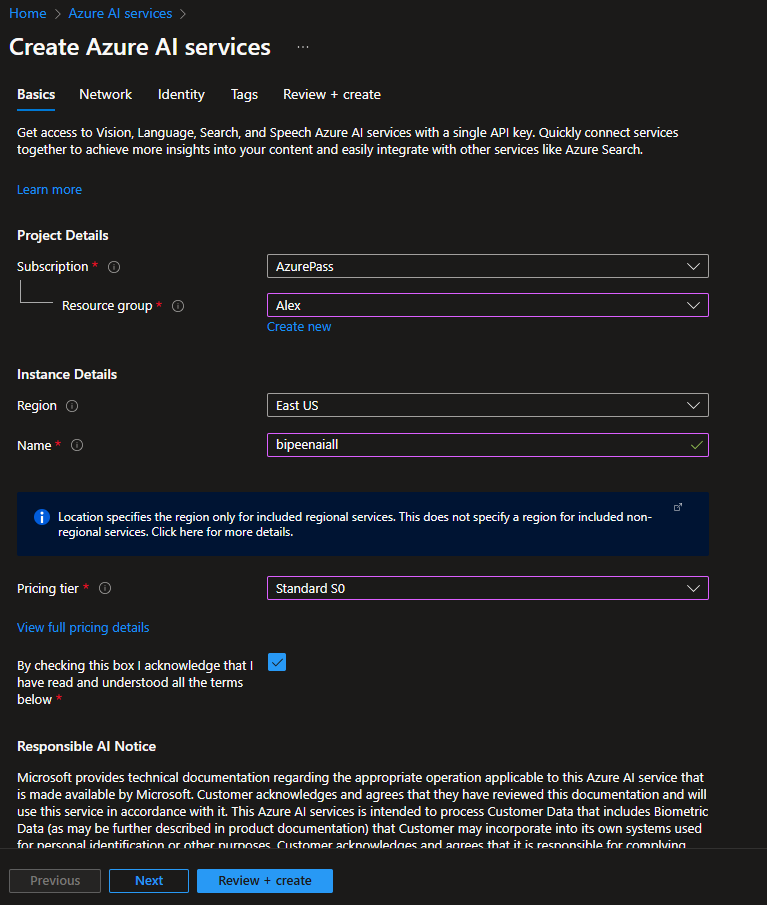 Home > Azure AI services >
Create Azure AI services ...
Basics Network Identity Tags Review + create
Get access to Vision, Language, Search, and Speech Azure AI services with a single API key. Quickly connect services
together to achieve more insights into your content and easily integrate with other services like Azure Search.
Learn more
Project Details
Subscription * AzurePass
Resource group * Alex
Create new
Instance Details
Region East US
Name * bipeenaiall
Location specifies the region only for included regional services. This does not specify a region for included non-
regional services. Click here for more details.
Pricing tier * Standard S0
View full pricing details
By checking this box I acknowledge that I
have read and understood all the terms
below *
Responsible AI Notice
Microsoft provides technical documentation regarding the appropriate operation applicable to this Azure AI service that
is made available by Microsoft. Customer acknowledges and agrees that they have reviewed this documentation and will
use this service in accordance with it. This Azure AI services is intended to process Customer Data that includes Biometric
Data (as may be further described in product documentation) that Customer may incorporate into its own systems used
for personal identification or other purposes. Customer acknowledges and agrees that it is responsible for complying
Previous Next Review + create